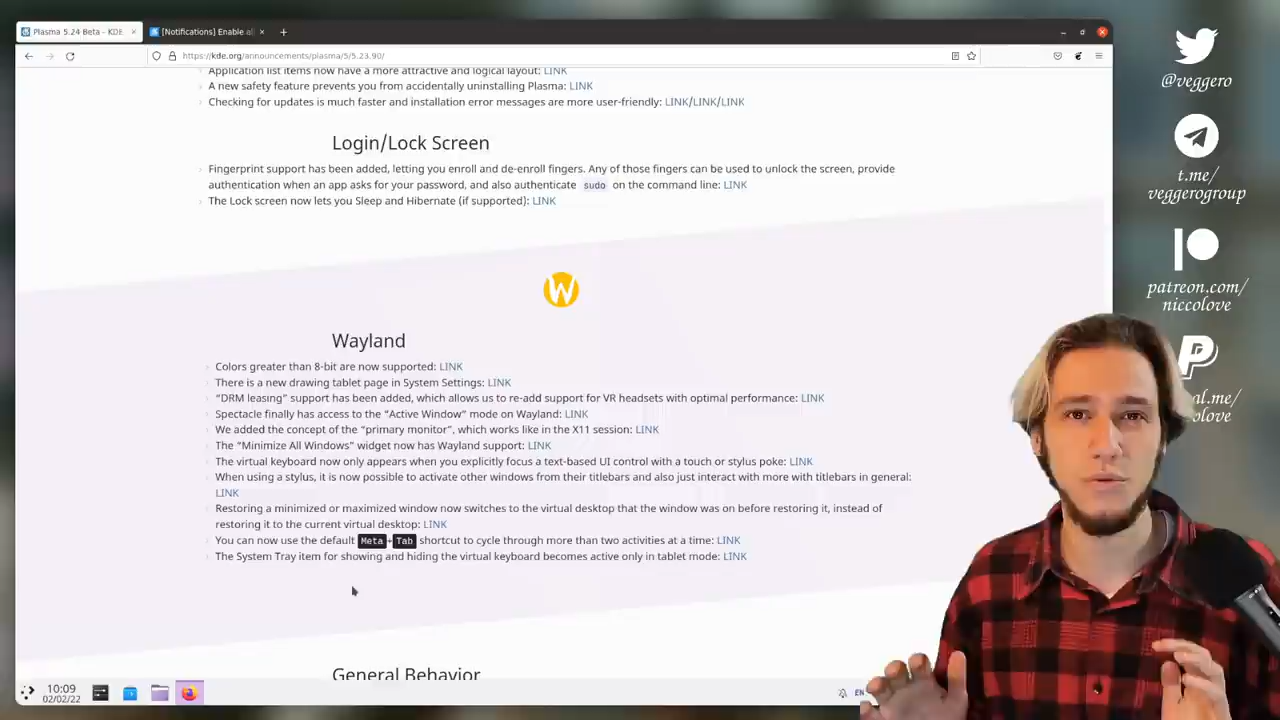 Plasma 5.24 Beta - KDE
[Notifications] Enable al
https://kde.org/announcements/plasma/5/5.23.90/
Application list items now have a more attractive and logical layout: LINK
A new safety feature prevents you from accidentally uninstalling Plasma: LINK
Checking for updates is much faster and installation error messages are more user-friendly: LINK/LINK/LINK
Login/Lock Screen
Fingerprint support has been added, letting you enroll and de-enroll fingers. Any of those fingers can be used to unlock the screen, provide
authentication when an app asks for your password, and also authenticate sudo on the command line: LINK
The Lock screen now lets you Sleep and Hibernate (if supported): LINK
W
Wayland
Colors greater than 8-bit are now supported: LINK
There is a new drawing tablet page in System Settings: LINK
“DRM leasing” support has been added, which allows us to re-add support for VR headsets with optimal performance: LINK
Spectacle finally has access to the “Active Window” mode on Wayland: LINK
We added the concept of the “primary monitor”, which works like in the X11 session: LINK
The “Minimize All Windows” widget now has Wayland support: LINK
The virtual keyboard now only appears when you explicitly focus a text-based UI control with a touch or stylus poke: LINK
When using a stylus, it is now possible to activate other windows from their titlebars and also just interact with more with titlebars in general:
LINK
Restoring a minimized or maximized window now switches to the virtual desktop that the window was on before restoring it, instead of
restoring it to the current virtual desktop: LINK
You can now use the default Meta+Tab shortcut to cycle through more than two activities at a time: LINK
The System Tray item for showing and hiding the virtual keyboard becomes active only in tablet mode: LINK
General Behavior
10:09
02/02/22
EN
@veggero
t.me/
veggerogroup
patreon.com/
niccolove
al.me/
olove